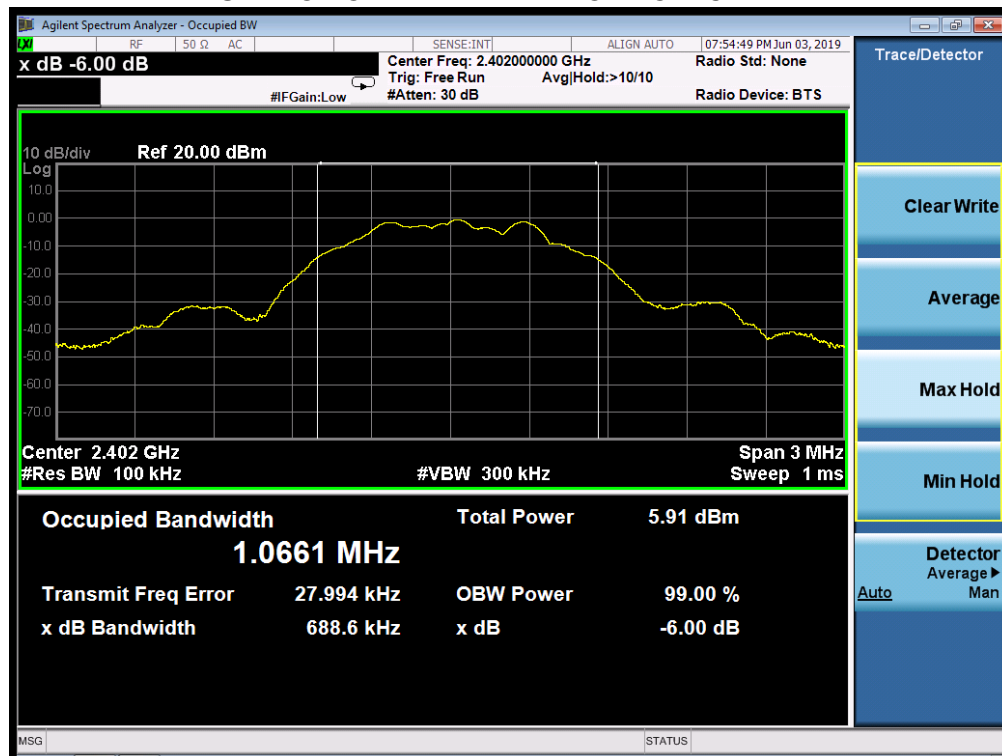 Agilent Spectrum Analyzer - Occupied BW
LXI RF 50 Ω AC SENSE:INT ALIGN AUTO 07:54:49 PM Jun 03, 2019
x dB -6.00 dB
Center Freq: 2.402000000 GHz Radio Std: None
Trig: Free Run Avg|Hold:>10/10
#IFGain:Low #Atten: 30 dB Radio Device: BTS
10 dB/div Ref 20.00 dBm
Log
10.0
0.00
-10.0
-20.0
-30.0
-40.0
-50.0
-60.0
-70.0
Center 2.402 GHz Span 3 MHz
#Res BW 100 kHz #VBW 300 kHz Sweep 1 ms
Occupied Bandwidth Total Power 5.91 dBm
1.0661 MHz
Transmit Freq Error 27.994 kHz OBW Power 99.00 %
x dB Bandwidth 688.6 kHz x dB -6.00 dB
MSG STATUS
Trace/Detector
Clear Write
Average
Max Hold
Min Hold
Detector
Average
Auto Man